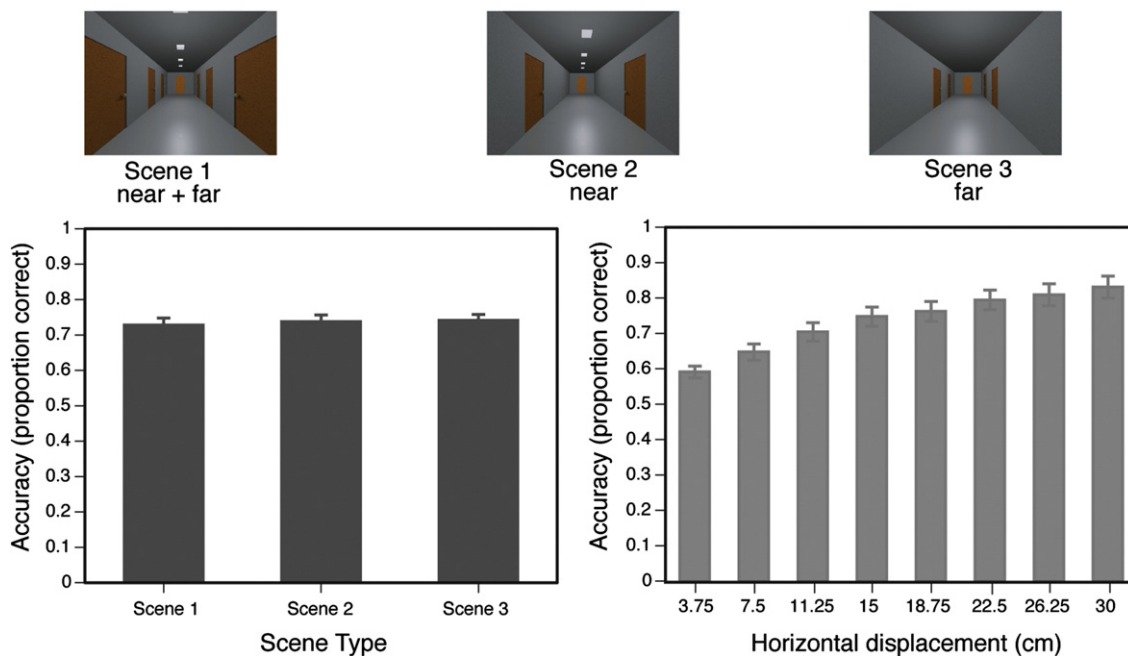 Scene 1
near + far
Scene 2
near
Scene 3
far
Accuracy (proportion correct)
1
0.9
0.8
0.7
0.6
0.5
0.4
0.3
0.2
0.1
0
Scene 1 Scene 2 Scene 3
Scene Type
Accuracy (proportion correct)
1
0.9
0.8
0.7
0.6
0.5
0.4
0.3
0.2
0.1
0
3.75 7.5 11.25 15 18.75 22.5 26.25 30
Horizontal displacement (cm)